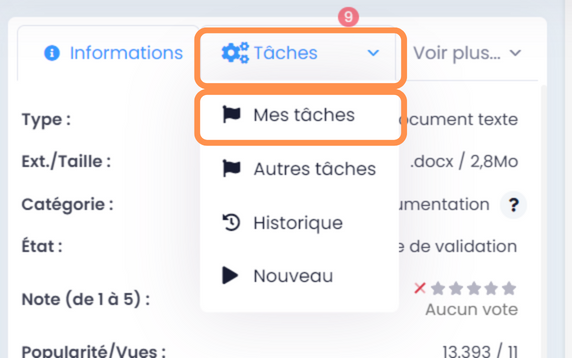 9
Informations Tâches Voir plus...
Mes tâches
Autres tâches
Historique
Nouveau
Type : ocument texte
Ext./Taille : .docx / 2,8Mo
Catégorie : umentation ?
État : e de validation
Note (de 1 à 5) :
Aucun vote
Popularité/Vues : 13.393 / 11